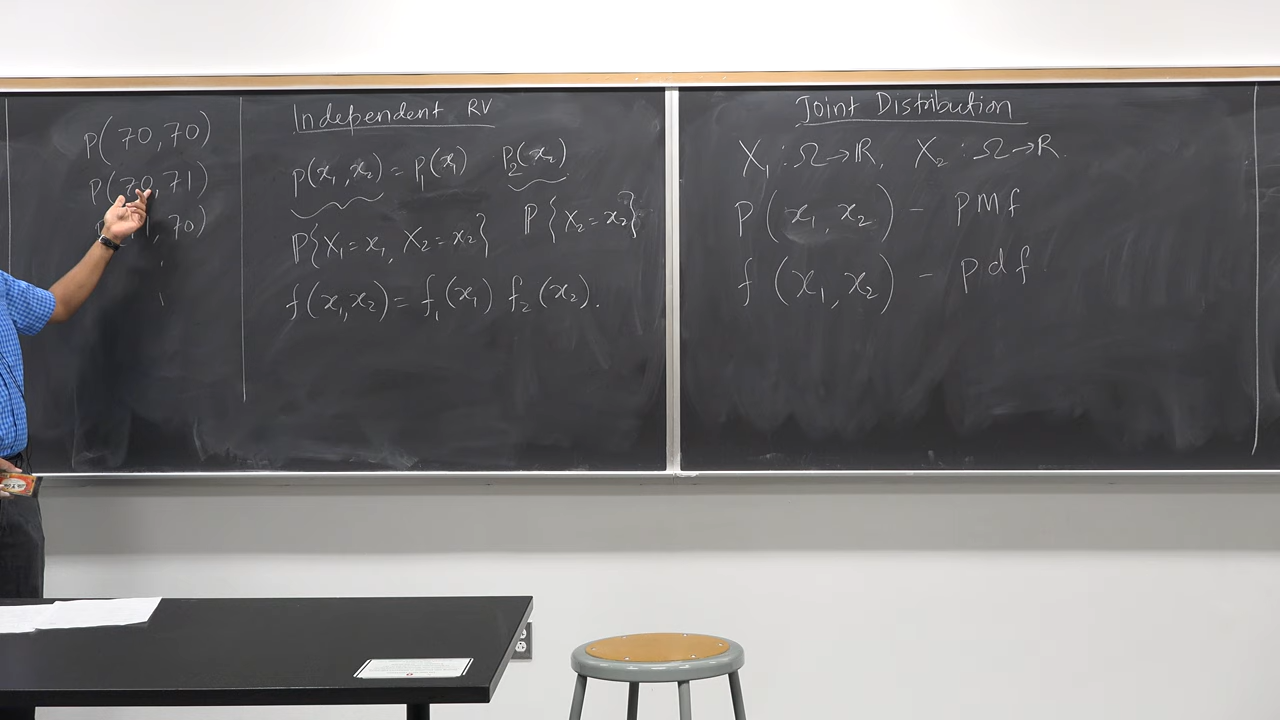 P(70,70)
P(70,71)
, 70)
Independent RV
p(x₁,x₂) = p₁(x₁) p₂(x₂)
P{X₁=x₁, X₂=x₂} P{X₂=x₂}
f(x₁,x₂) = f₁(x₁) f₂(x₂).
Joint Distribution
X₁: Ω→R, X₂: Ω→R.
p(x₁, x₂) – pmf
f(x₁, x₂) – pdf